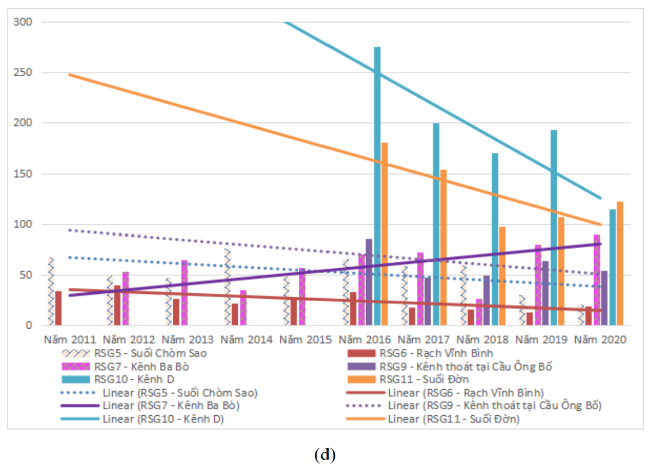 300
250
200
150
100
50
0
Năm 2011 Năm 2012 Năm 2013 Năm 2014 Năm 2015 Năm 2016 Năm 2017 Năm 2018 Năm 2019 Năm 2020
RSG5 - Suối Chòm Sao RSG6 - Rạch Vĩnh Bình
RSG7 - Kênh Ba Bò RSG9 - Kênh thoát tại Cầu Ông Bố
RSG10 - Kênh D RSG11 - Suối Đờn
Linear (RSG5 - Suối Chòm Sao) Linear (RSG6 - Rạch Vĩnh Bình)
Linear (RSG7 - Kênh Ba Bò) Linear (RSG9 - Kênh thoát tại Cầu Ông Bố)
Linear (RSG10 - Kênh D) Linear (RSG11 - Suối Đờn)
(d)